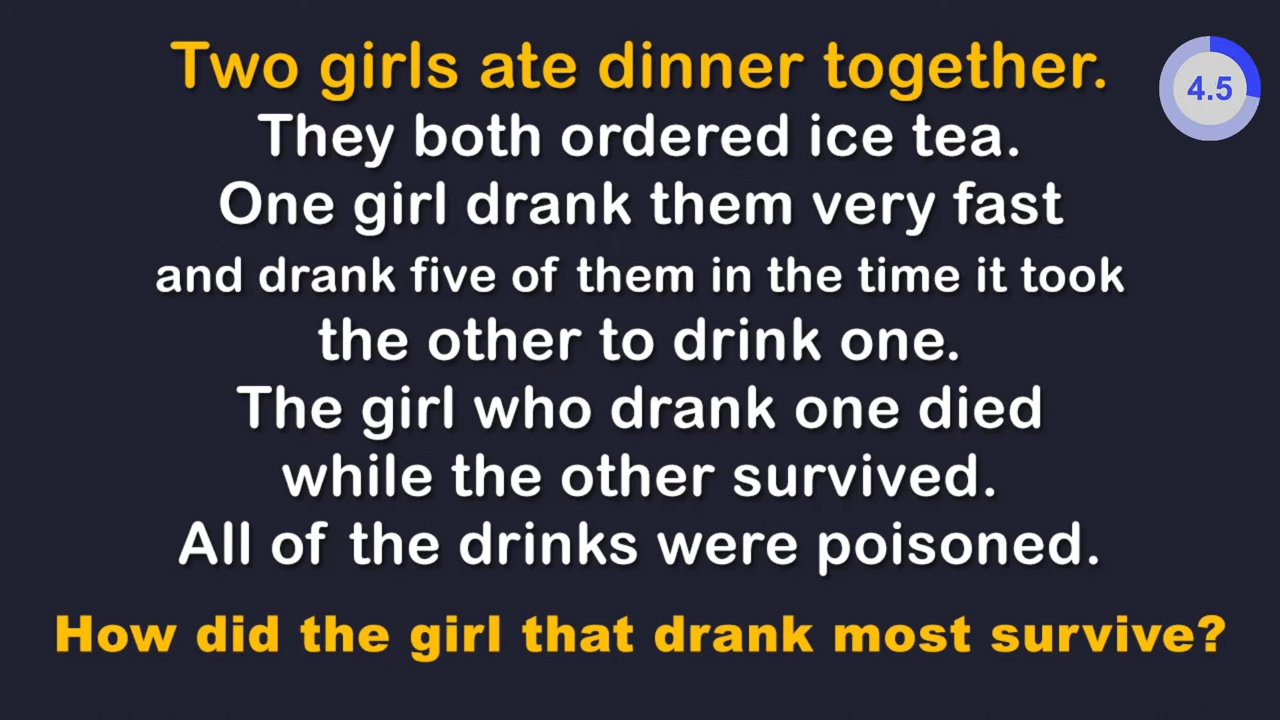 Two girls ate dinner together.
4.5
They both ordered ice tea.
One girl drank them very fast
and drank five of them in the time it took
the other to drink one.
The girl who drank one died
while the other survived.
All of the drinks were poisoned.
How did the girl that drank most survive?